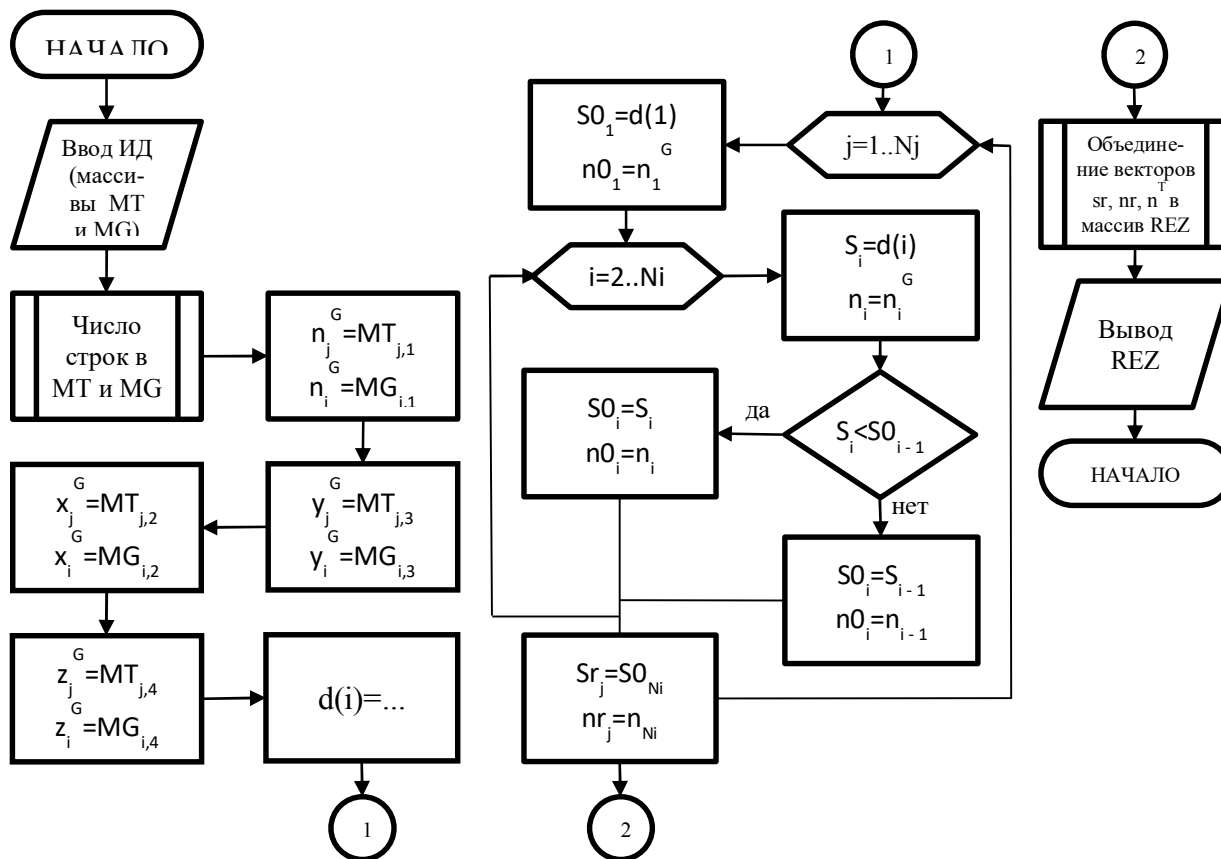 НАЧАЛО
Ввод ИД
(масси-
вы МТ
и MG)
Число
строк в
МТ и MG
n_j^G=MT_j,1
n_i^G=MG_i,1
x_j^G=MT_j,2
x_i^G=MG_i,2
y_j^G=MT_j,3
y_i^G=MG_i,3
z_j^G=MT_j,4
z_i^G=MG_i,4
d(i)=...
1
1
j=1..Nj
S0_1=d(1)
n0_1=n_1^G
i=2..Ni
S_i=d(i)
n_i=n_i^G
S_i<S0_i-1
да
нет
S0_i=S_i
n0_i=n_i
S0_i=S_i-1
n0_i=n_i-1
Sr_j=S0_Ni
nr_j=n_Ni
2
2
Объедине-
ние векторов
sr, nr, n^T в
массив REZ
Вывод
REZ
НАЧАЛО